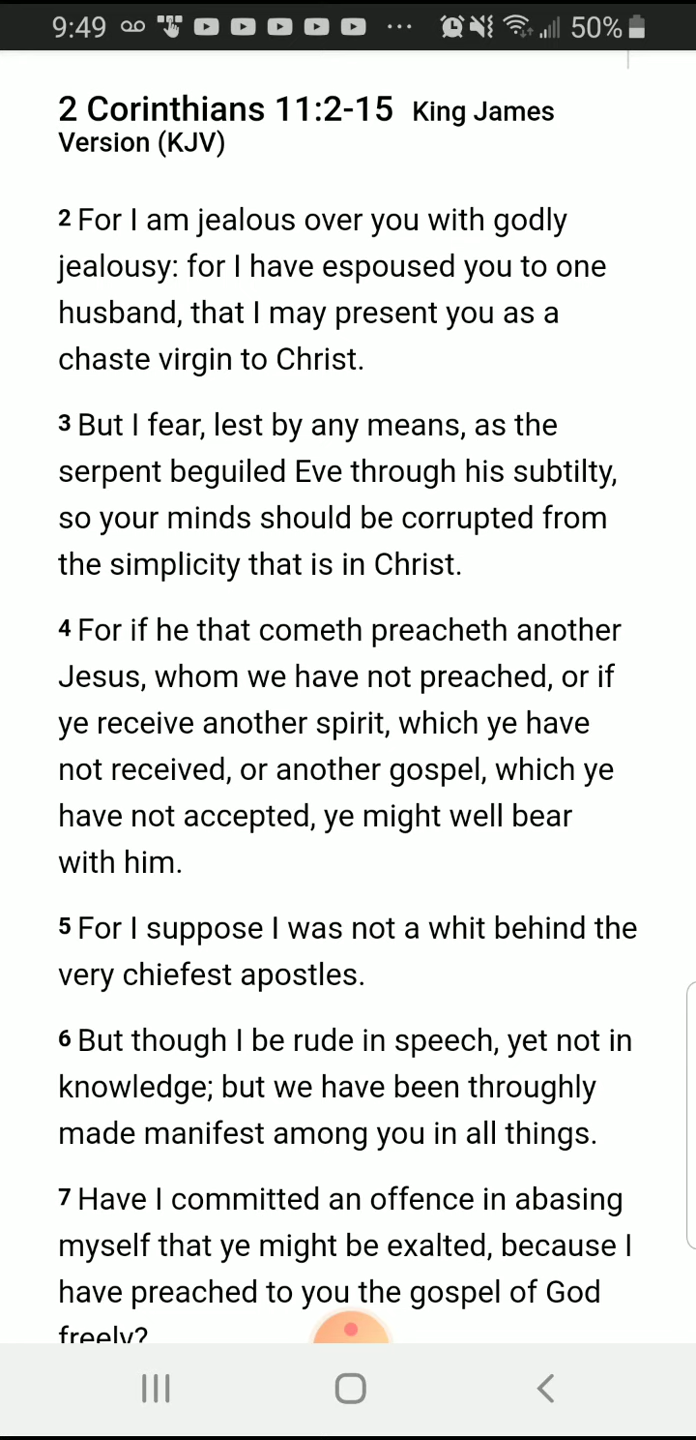 9:49 50%
2 Corinthians 11:2-15 King James
Version (KJV)
2 For I am jealous over you with godly
jealousy: for I have espoused you to one
husband, that I may present you as a
chaste virgin to Christ.
3 But I fear, lest by any means, as the
serpent beguiled Eve through his subtilty,
so your minds should be corrupted from
the simplicity that is in Christ.
4 For if he that cometh preacheth another
Jesus, whom we have not preached, or if
ye receive another spirit, which ye have
not received, or another gospel, which ye
have not accepted, ye might well bear
with him.
5 For I suppose I was not a whit behind the
very chiefest apostles.
6 But though I be rude in speech, yet not in
knowledge; but we have been throughly
made manifest among you in all things.
7 Have I committed an offence in abasing
myself that ye might be exalted, because I
have preached to you the gospel of God
freely?